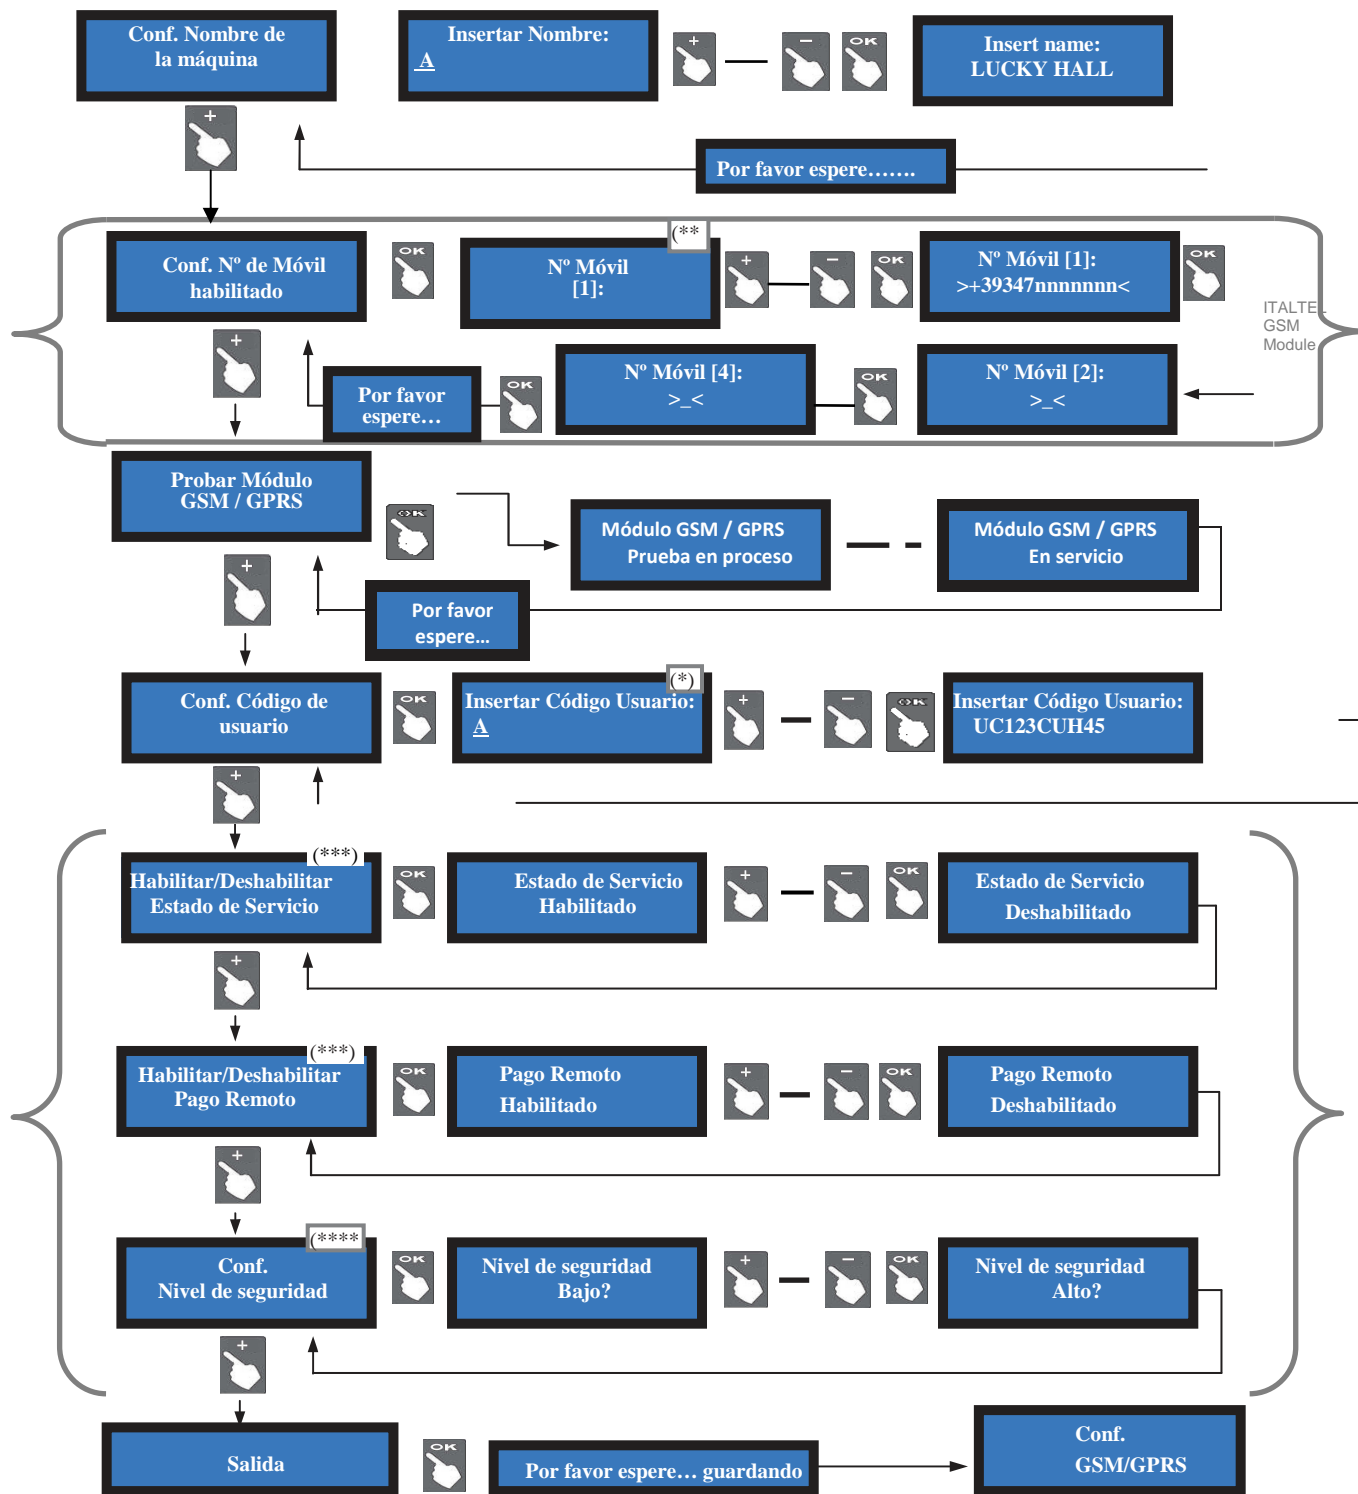 Conf. Nombre de
la máquina
Insertar Nombre:
A
+
−
OK
Insert name:
LUCKY HALL
+
Por favor espere.......
Conf. Nº de Móvil
habilitado
OK
(**
Nº Móvil
[1]:
+
−
OK
Nº Móvil [1]:
>+39347nnnnnnn<
OK
ITALTEL
GSM
Module
+
Por favor
espere…
OK
Nº Móvil [4]:
>_<
OK
Nº Móvil [2]:
>_<
Probar Módulo
GSM / GPRS
OK
Módulo GSM / GPRS
Prueba en proceso
Módulo GSM / GPRS
En servicio
+
Por favor
espere…
Conf. Código de
usuario
OK
(*)
Insertar Código Usuario:
A
+
−
OK
Insertar Código Usuario:
UC123CUH45
+
(***)
Habilitar/Deshabilitar
Estado de Servicio
OK
Estado de Servicio
Habilitado
+
−
OK
Estado de Servicio
Deshabilitado
+
(***)
Habilitar/Deshabilitar
Pago Remoto
OK
Pago Remoto
Habilitado
+
−
OK
Pago Remoto
Deshabilitado
+
(****
Conf.
Nivel de seguridad
OK
Nivel de seguridad
Bajo?
+
−
OK
Nivel de seguridad
Alto?
+
Salida
OK
Por favor espere… guardando
Conf.
GSM/GPRS